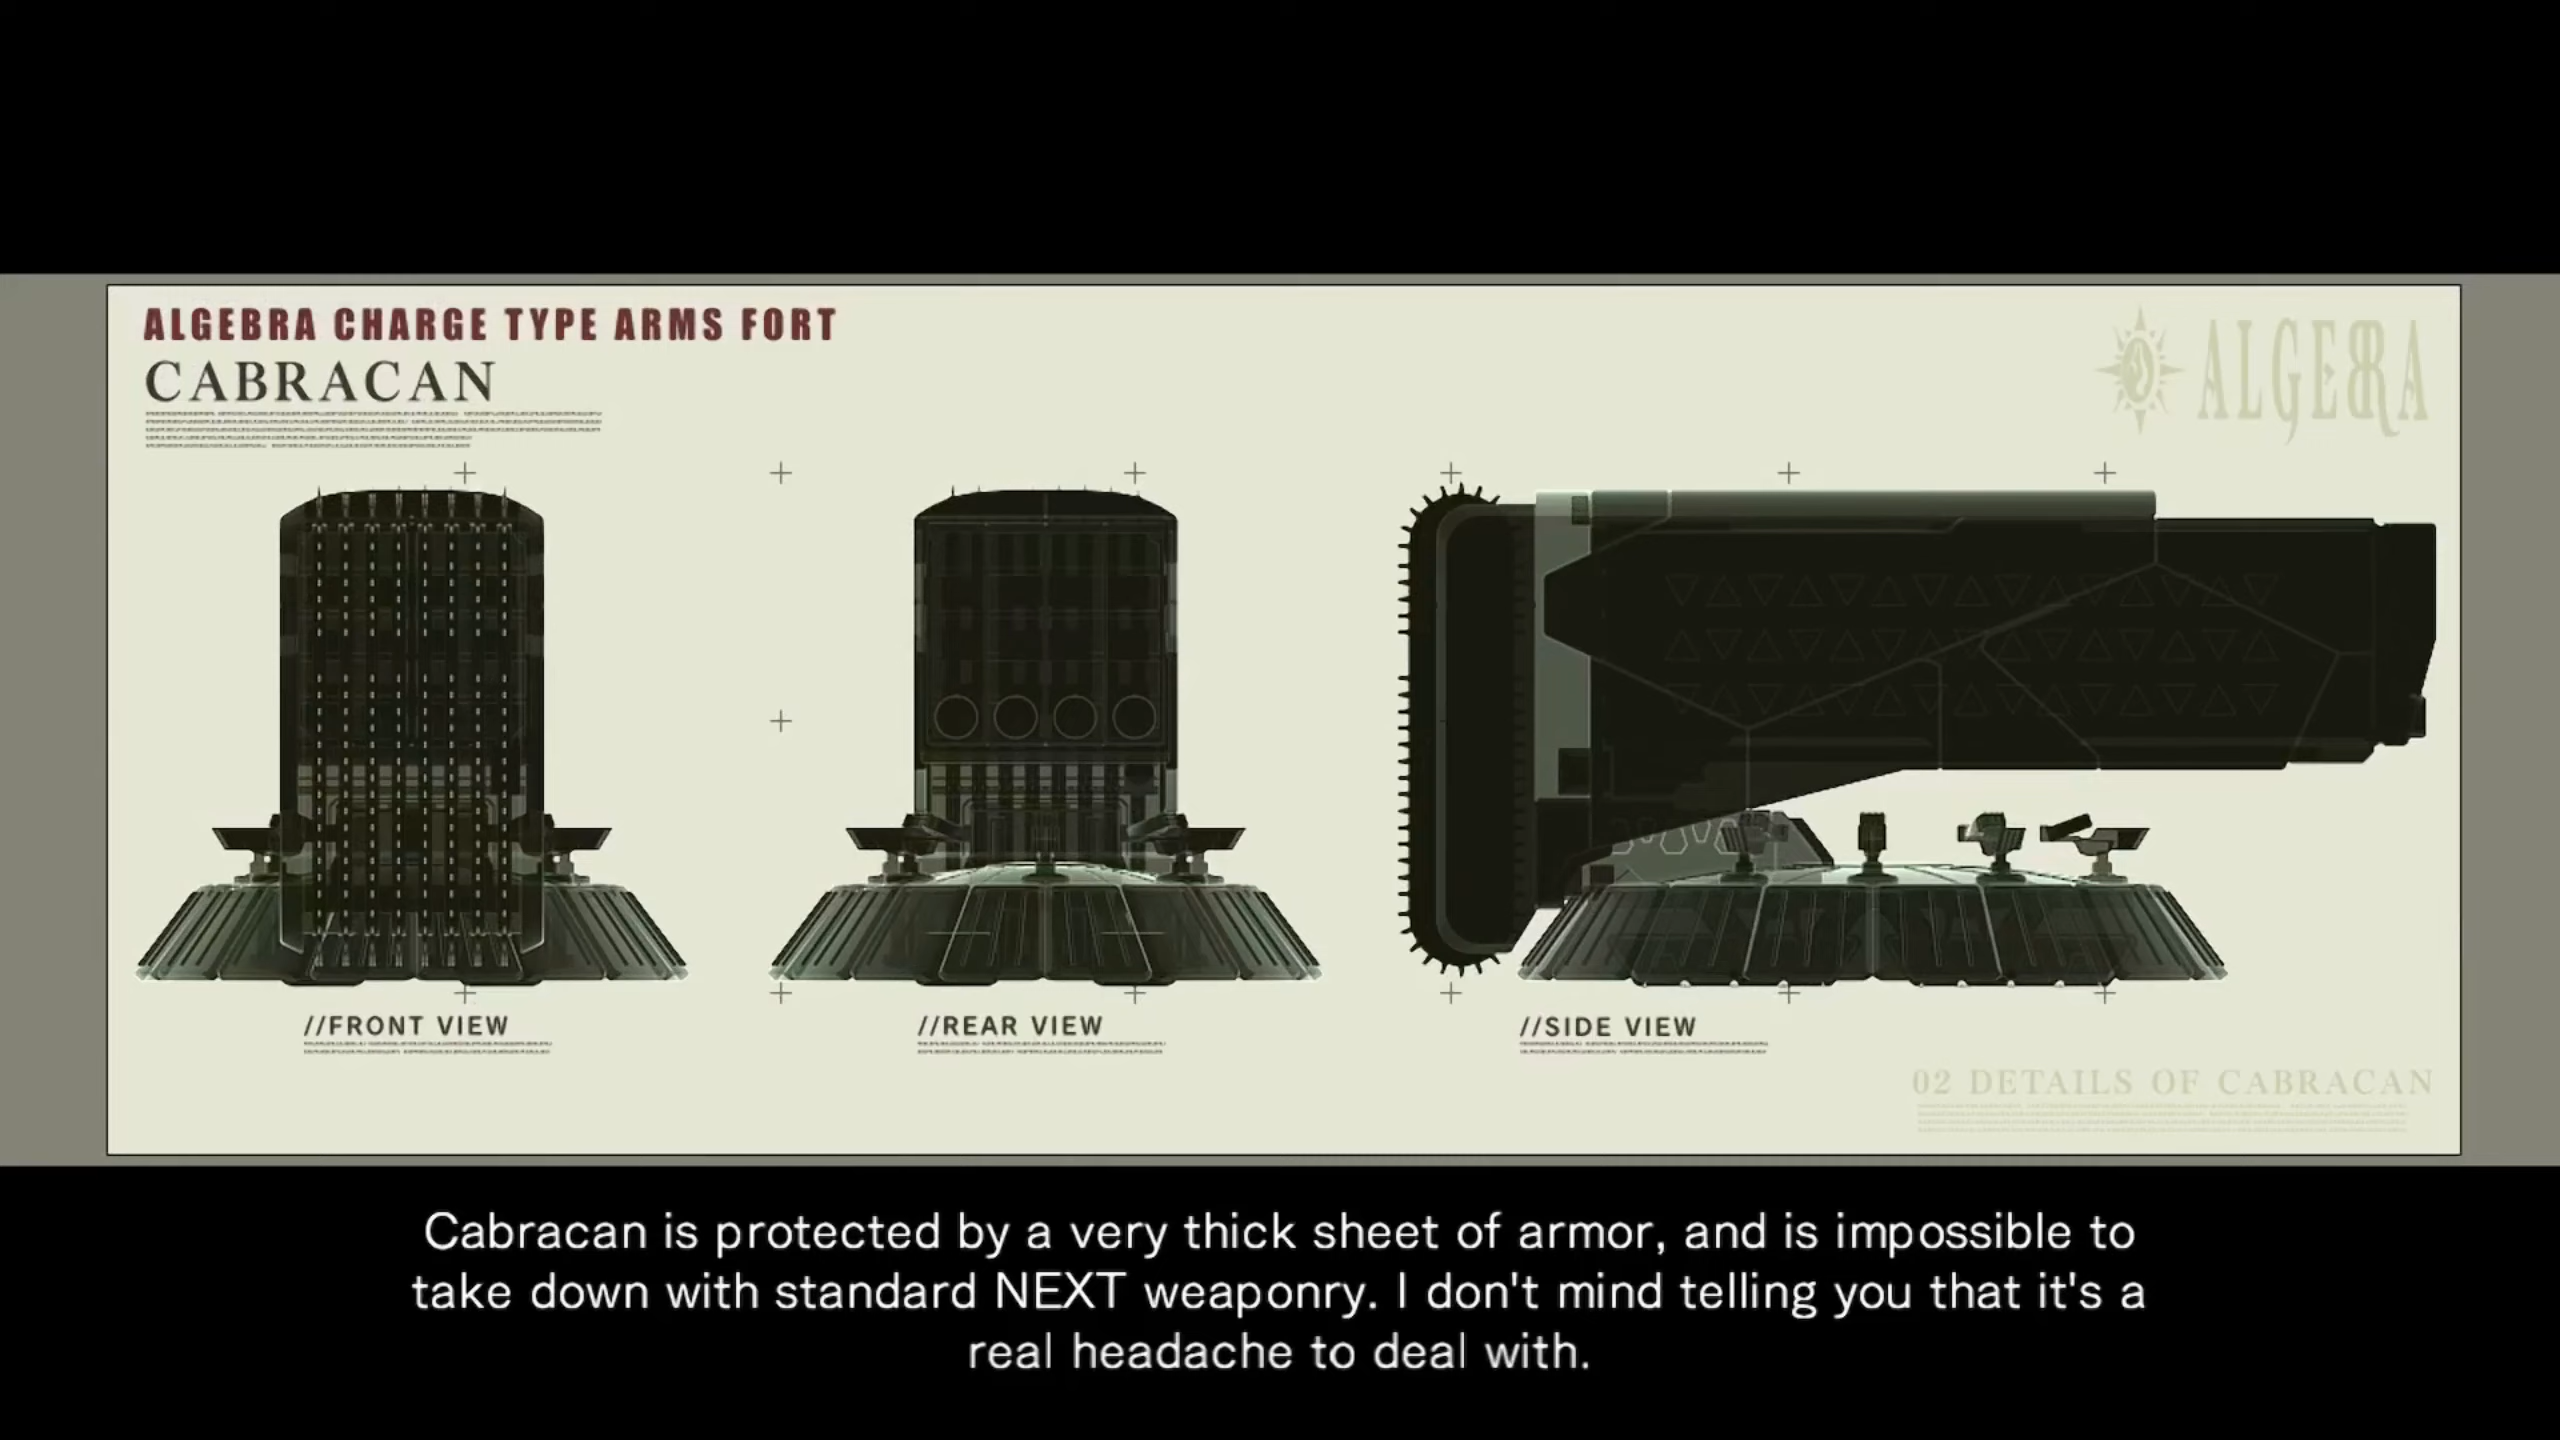 ALGEBRA CHARGE TYPE ARMS FORT
CABRACAN
ALGEBRA
//FRONT VIEW
//REAR VIEW
//SIDE VIEW
02 DETAILS OF CABRACAN
Cabracan is protected by a very thick sheet of armor, and is impossible to
take down with standard NEXT weaponry. I don't mind telling you that it's a
real headache to deal with.